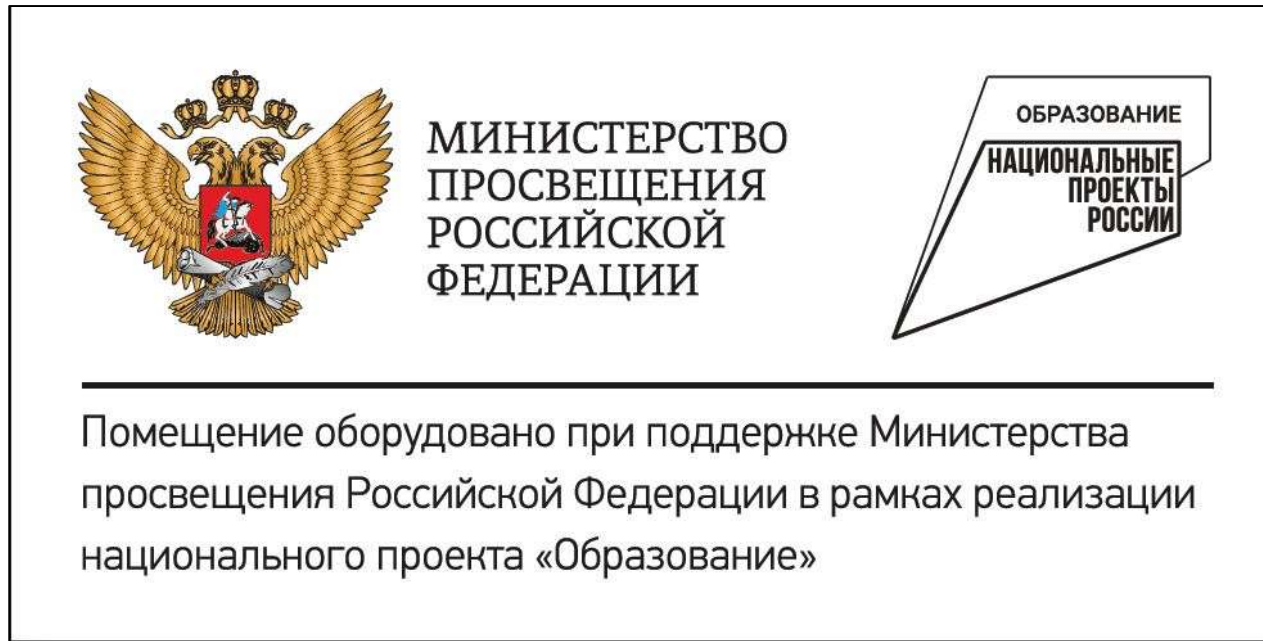 МИНИСТЕРСТВО
ПРОСВЕЩЕНИЯ
РОССИЙСКОЙ
ФЕДЕРАЦИИ
ОБРАЗОВАНИЕ
НАЦИОНАЛЬНЫЕ
ПРОЕКТЫ
РОССИИ
Помещение оборудовано при поддержке Министерства
просвещения Российской Федерации в рамках реализации
национального проекта «Образование»